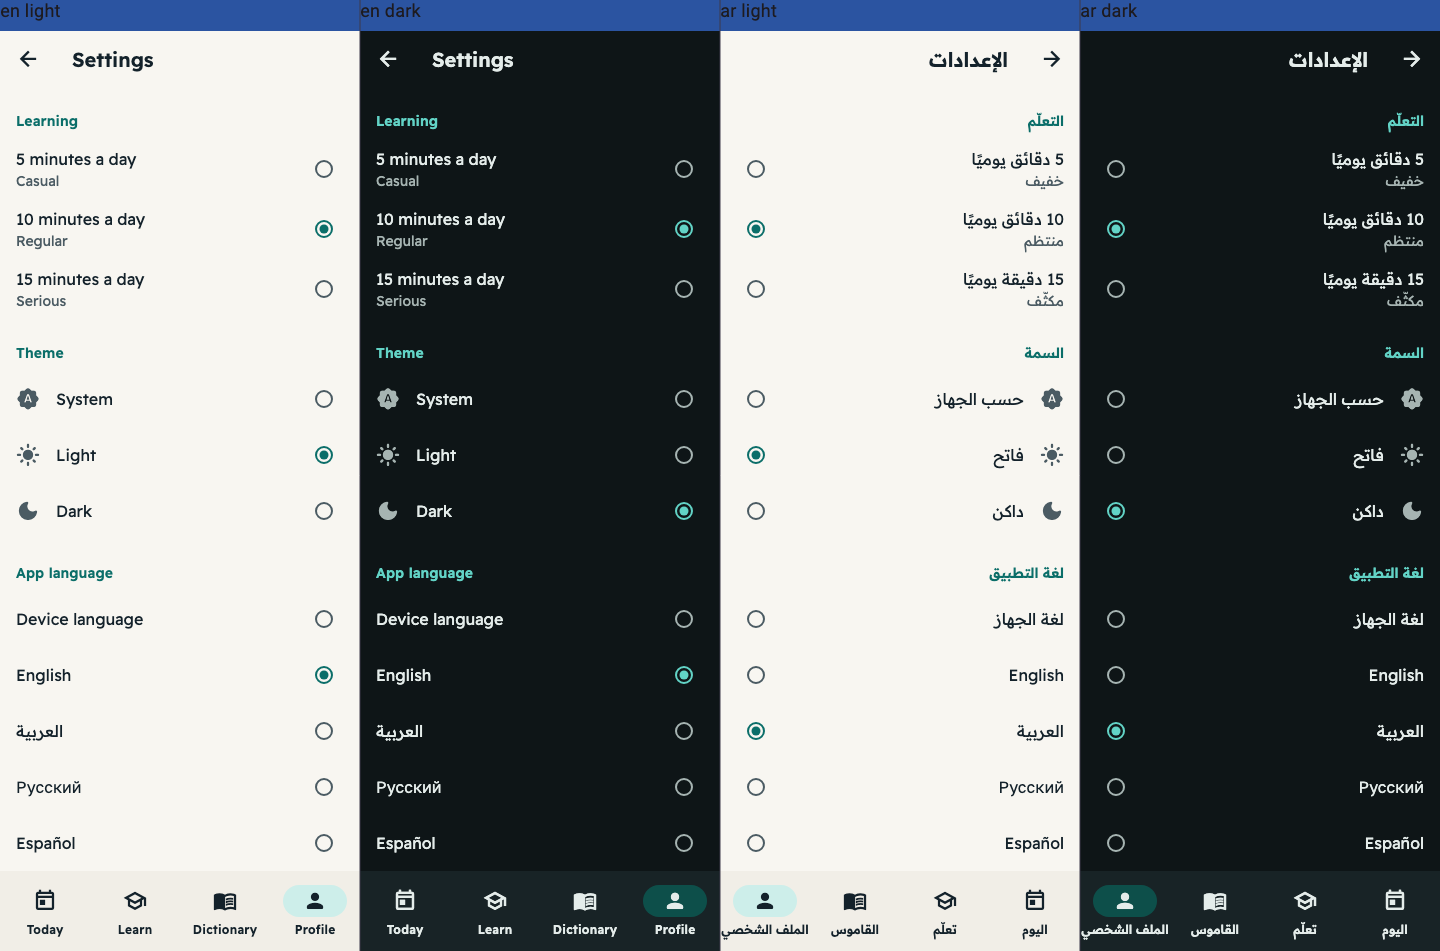 en light
Settings
Learning
5 minutes a day
Casual
10 minutes a day
Regular
15 minutes a day
Serious
Theme
A System
Light
Dark
App language
Device language
English
العربية
Русский
Español
Today Learn Dictionary Profile
en dark
Settings
Learning
5 minutes a day
Casual
10 minutes a day
Regular
15 minutes a day
Serious
Theme
A System
Light
Dark
App language
Device language
English
العربية
Русский
Español
Today Learn Dictionary Profile
ar light
الإعدادات
التعلّم
5 دقائق يوميًا
خفيف
10 دقائق يوميًا
منتظم
15 دقيقة يوميًا
مكثّف
السمة
A حسب الجهاز
فاتح
داكن
لغة التطبيق
لغة الجهاز
English
العربية
Русский
Español
اليوم تعلّم القاموس الملف الشخصي
ar dark
الإعدادات
التعلّم
5 دقائق يوميًا
خفيف
10 دقائق يوميًا
منتظم
15 دقيقة يوميًا
مكثّف
السمة
A حسب الجهاز
فاتح
داكن
لغة التطبيق
لغة الجهاز
English
العربية
Русский
Español
اليوم تعلّم القاموس الملف الشخصي